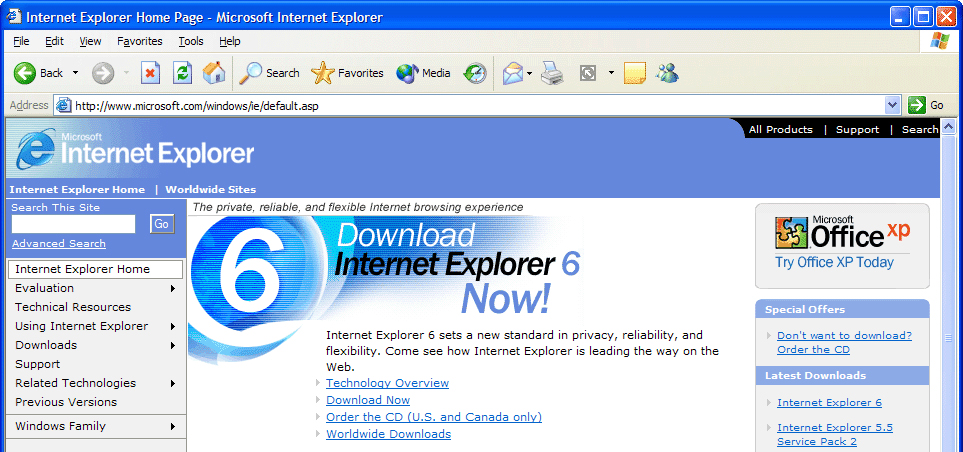 Internet Explorer Home Page - Microsoft Internet Explorer
File Edit View Favorites Tools Help
Back Search Favorites Media
Address http://www.microsoft.com/windows/ie/default.asp Go
Microsoft
Internet Explorer
All Products | Support | Search
Internet Explorer Home | Worldwide Sites
Search This Site
Go
Advanced Search
Internet Explorer Home
Evaluation
Technical Resources
Using Internet Explorer
Downloads
Support
Related Technologies
Previous Versions
Windows Family
The private, reliable, and flexible Internet browsing experience
6
Download
Internet Explorer 6
Now!
Internet Explorer 6 sets a new standard in privacy, reliability, and
flexibility. Come see how Internet Explorer is leading the way on the
Web.
Technology Overview
Download Now
Order the CD (U.S. and Canada only)
Worldwide Downloads
Microsoft
Office xp
Try Office XP Today
Special Offers
Don't want to download?
Order the CD
Latest Downloads
Internet Explorer 6
Internet Explorer 5.5
Service Pack 2